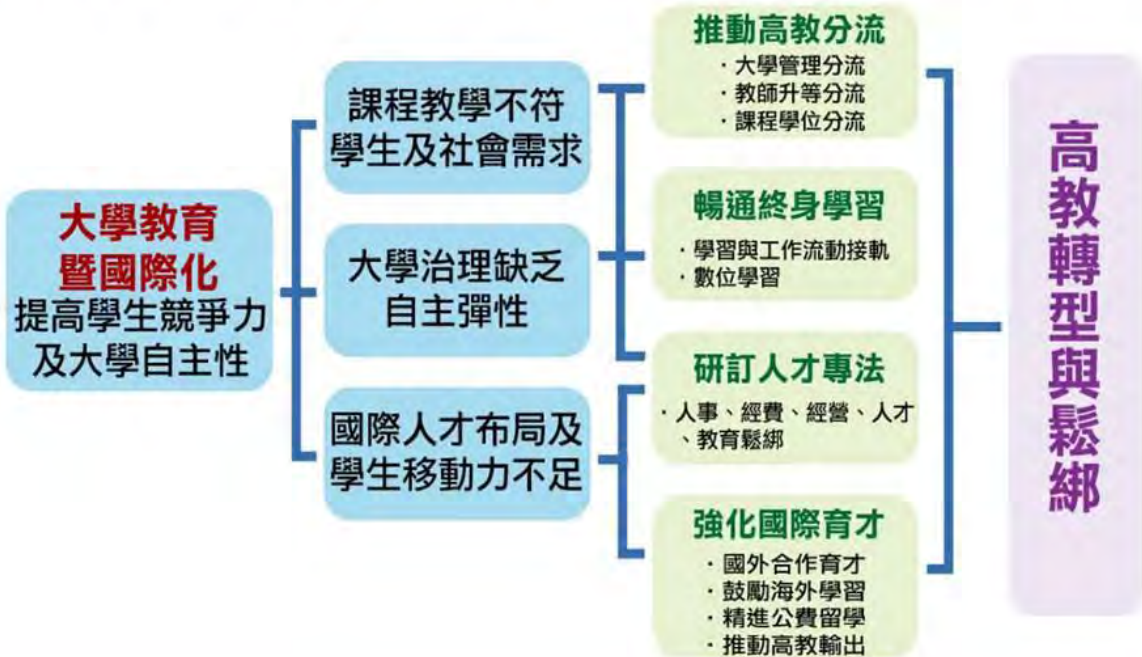 大學教育
暨國際化
提高學生競爭力
及大學自主性
課程教學不符
學生及社會需求
大學治理缺乏
自主彈性
國際人才布局及
學生移動力不足
推動高教分流
·大學管理分流
·教師升等分流
·課程學位分流
暢通終身學習
·學習與工作流動接軌
·數位學習
研訂人才專法
·人事、經費、經營、人才
、教育鬆綁
強化國際育才
·國外合作育才
·鼓勵海外學習
·精進公費留學
·推動高教輸出
高教轉型與鬆綁